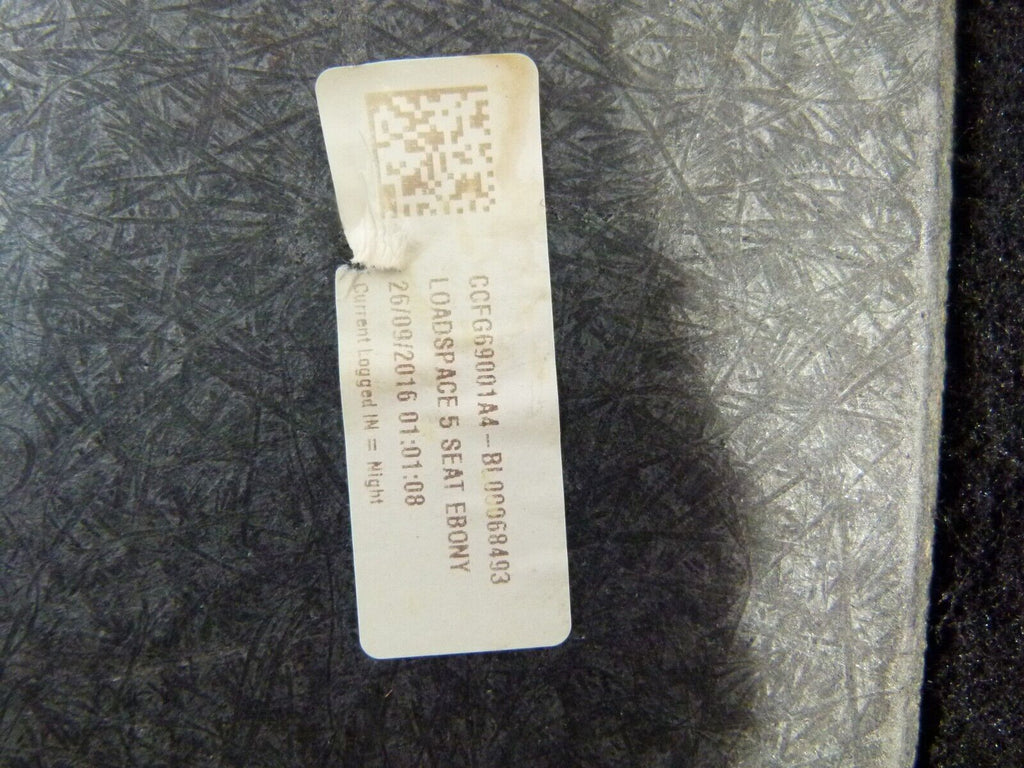 CCFG69001A4--BL00068493
LOADSPACE 5 SEAT EBONY
26/09/2016 01:01:08
Current Logged IN = Night